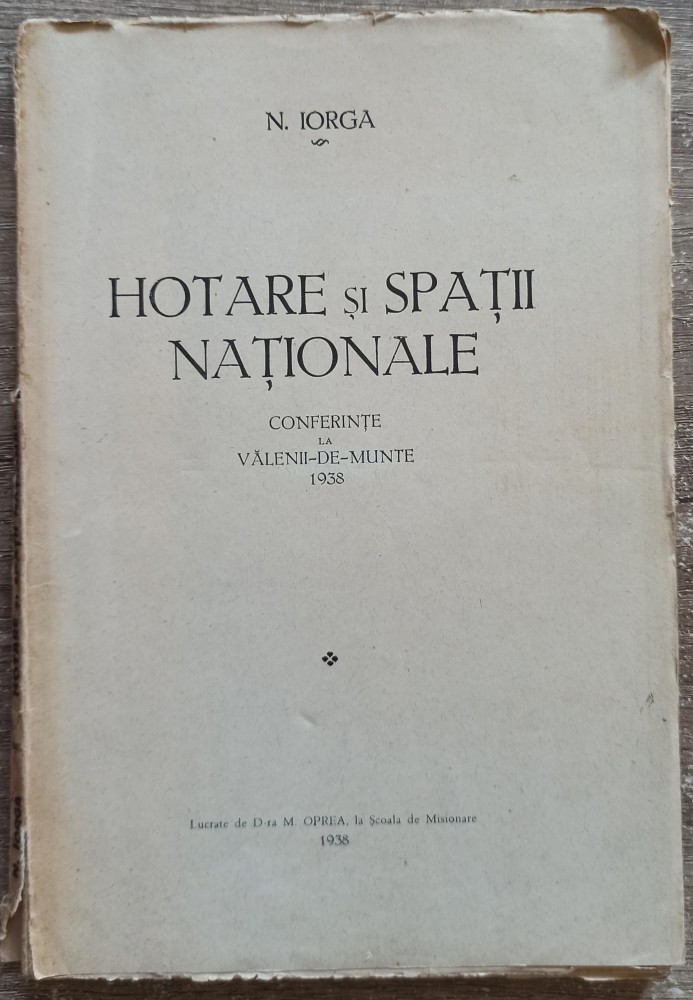 N. IORGA
HOTARE și SPAȚII
NAȚIONALE
CONFERINȚE
LA
VĂLENII-DE-MUNTE
1938
Lucrate de D-ra M. OPREA, la Școala de Misionare
1938